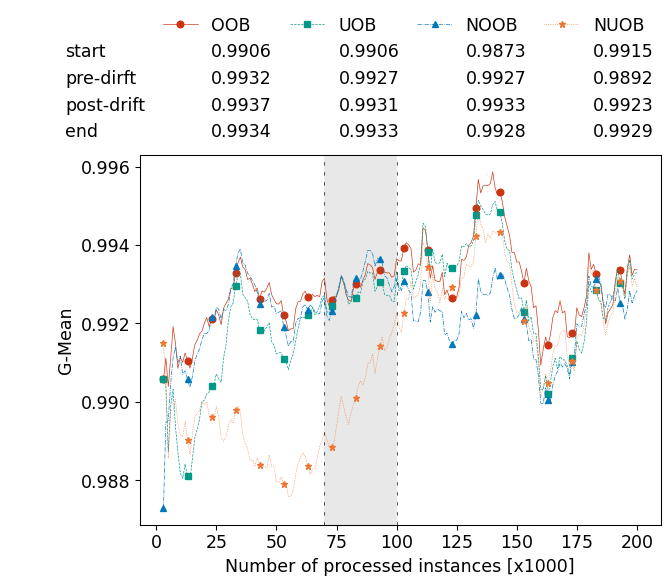 OOB UOB NOOB NUOB
start 0.9906 0.9906 0.9873 0.9915
pre-dirft 0.9932 0.9927 0.9927 0.9892
post-drift 0.9937 0.9931 0.9933 0.9923
end 0.9934 0.9933 0.9928 0.9929
0.996
0.994
0.992
0.990
0.988
G-Mean
0 25 50 75 100 125 150 175 200
Number of processed instances [x1000]